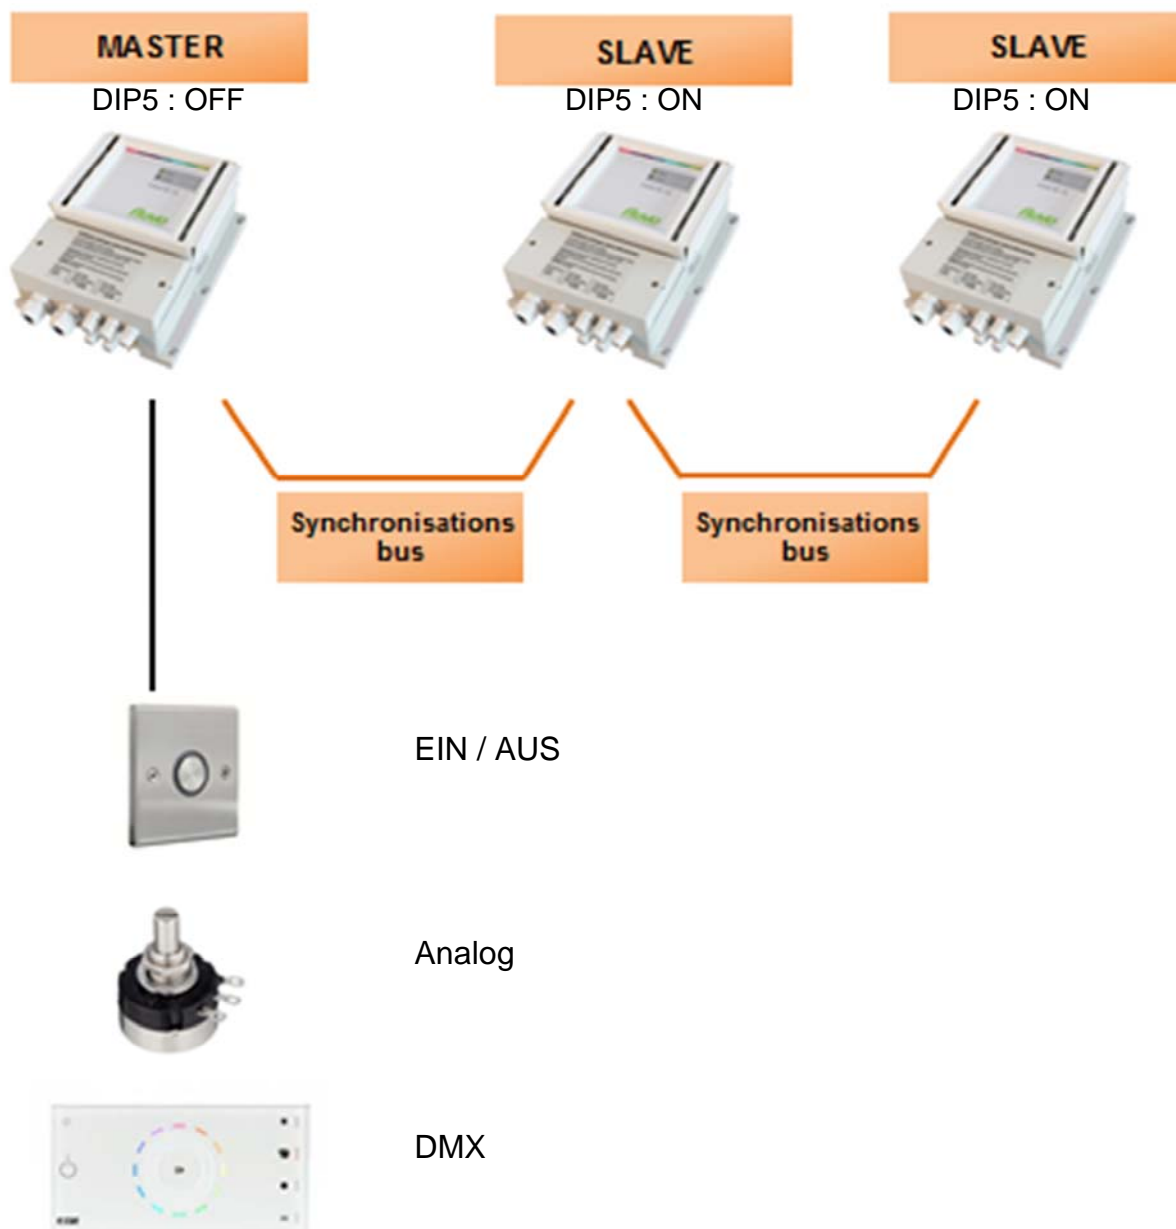 MASTER
SLAVE
SLAVE
DIP5 : OFF
DIP5 : ON
DIP5 : ON
Synchronisations
bus
Synchronisations
bus
EIN / AUS
Analog
DMX